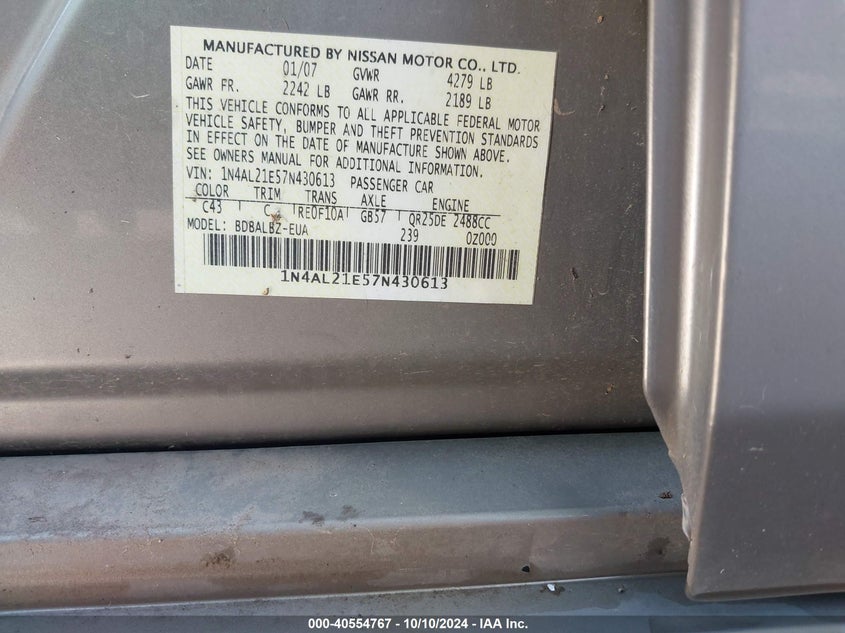 MANUFACTURED BY NISSAN MOTOR CO., LTD.
DATE 01/07 GVWR 4279 LB
GAWR FR. 2242 LB GAWR RR. 2189 LB
THIS VEHICLE CONFORMS TO ALL APPLICABLE FEDERAL MOTOR
VEHICLE SAFETY, BUMPER AND THEFT PREVENTION STANDARDS
IN EFFECT ON THE DATE OF MANUFACTURE SHOWN ABOVE.
SEE OWNERS MANUAL FOR ADDITIONAL INFORMATION.
VIN: 1N4AL21E57N430613 PASSENGER CAR
COLOR TRIM TRANS AXLE ENGINE
C43 C RE0F10A GB57 QR25DE 2488CC
MODEL: BDBALBZ-EUA 239 0Z000
1N4AL21E57N430613
000-40554767 - 10/10/2024 - IAA Inc.